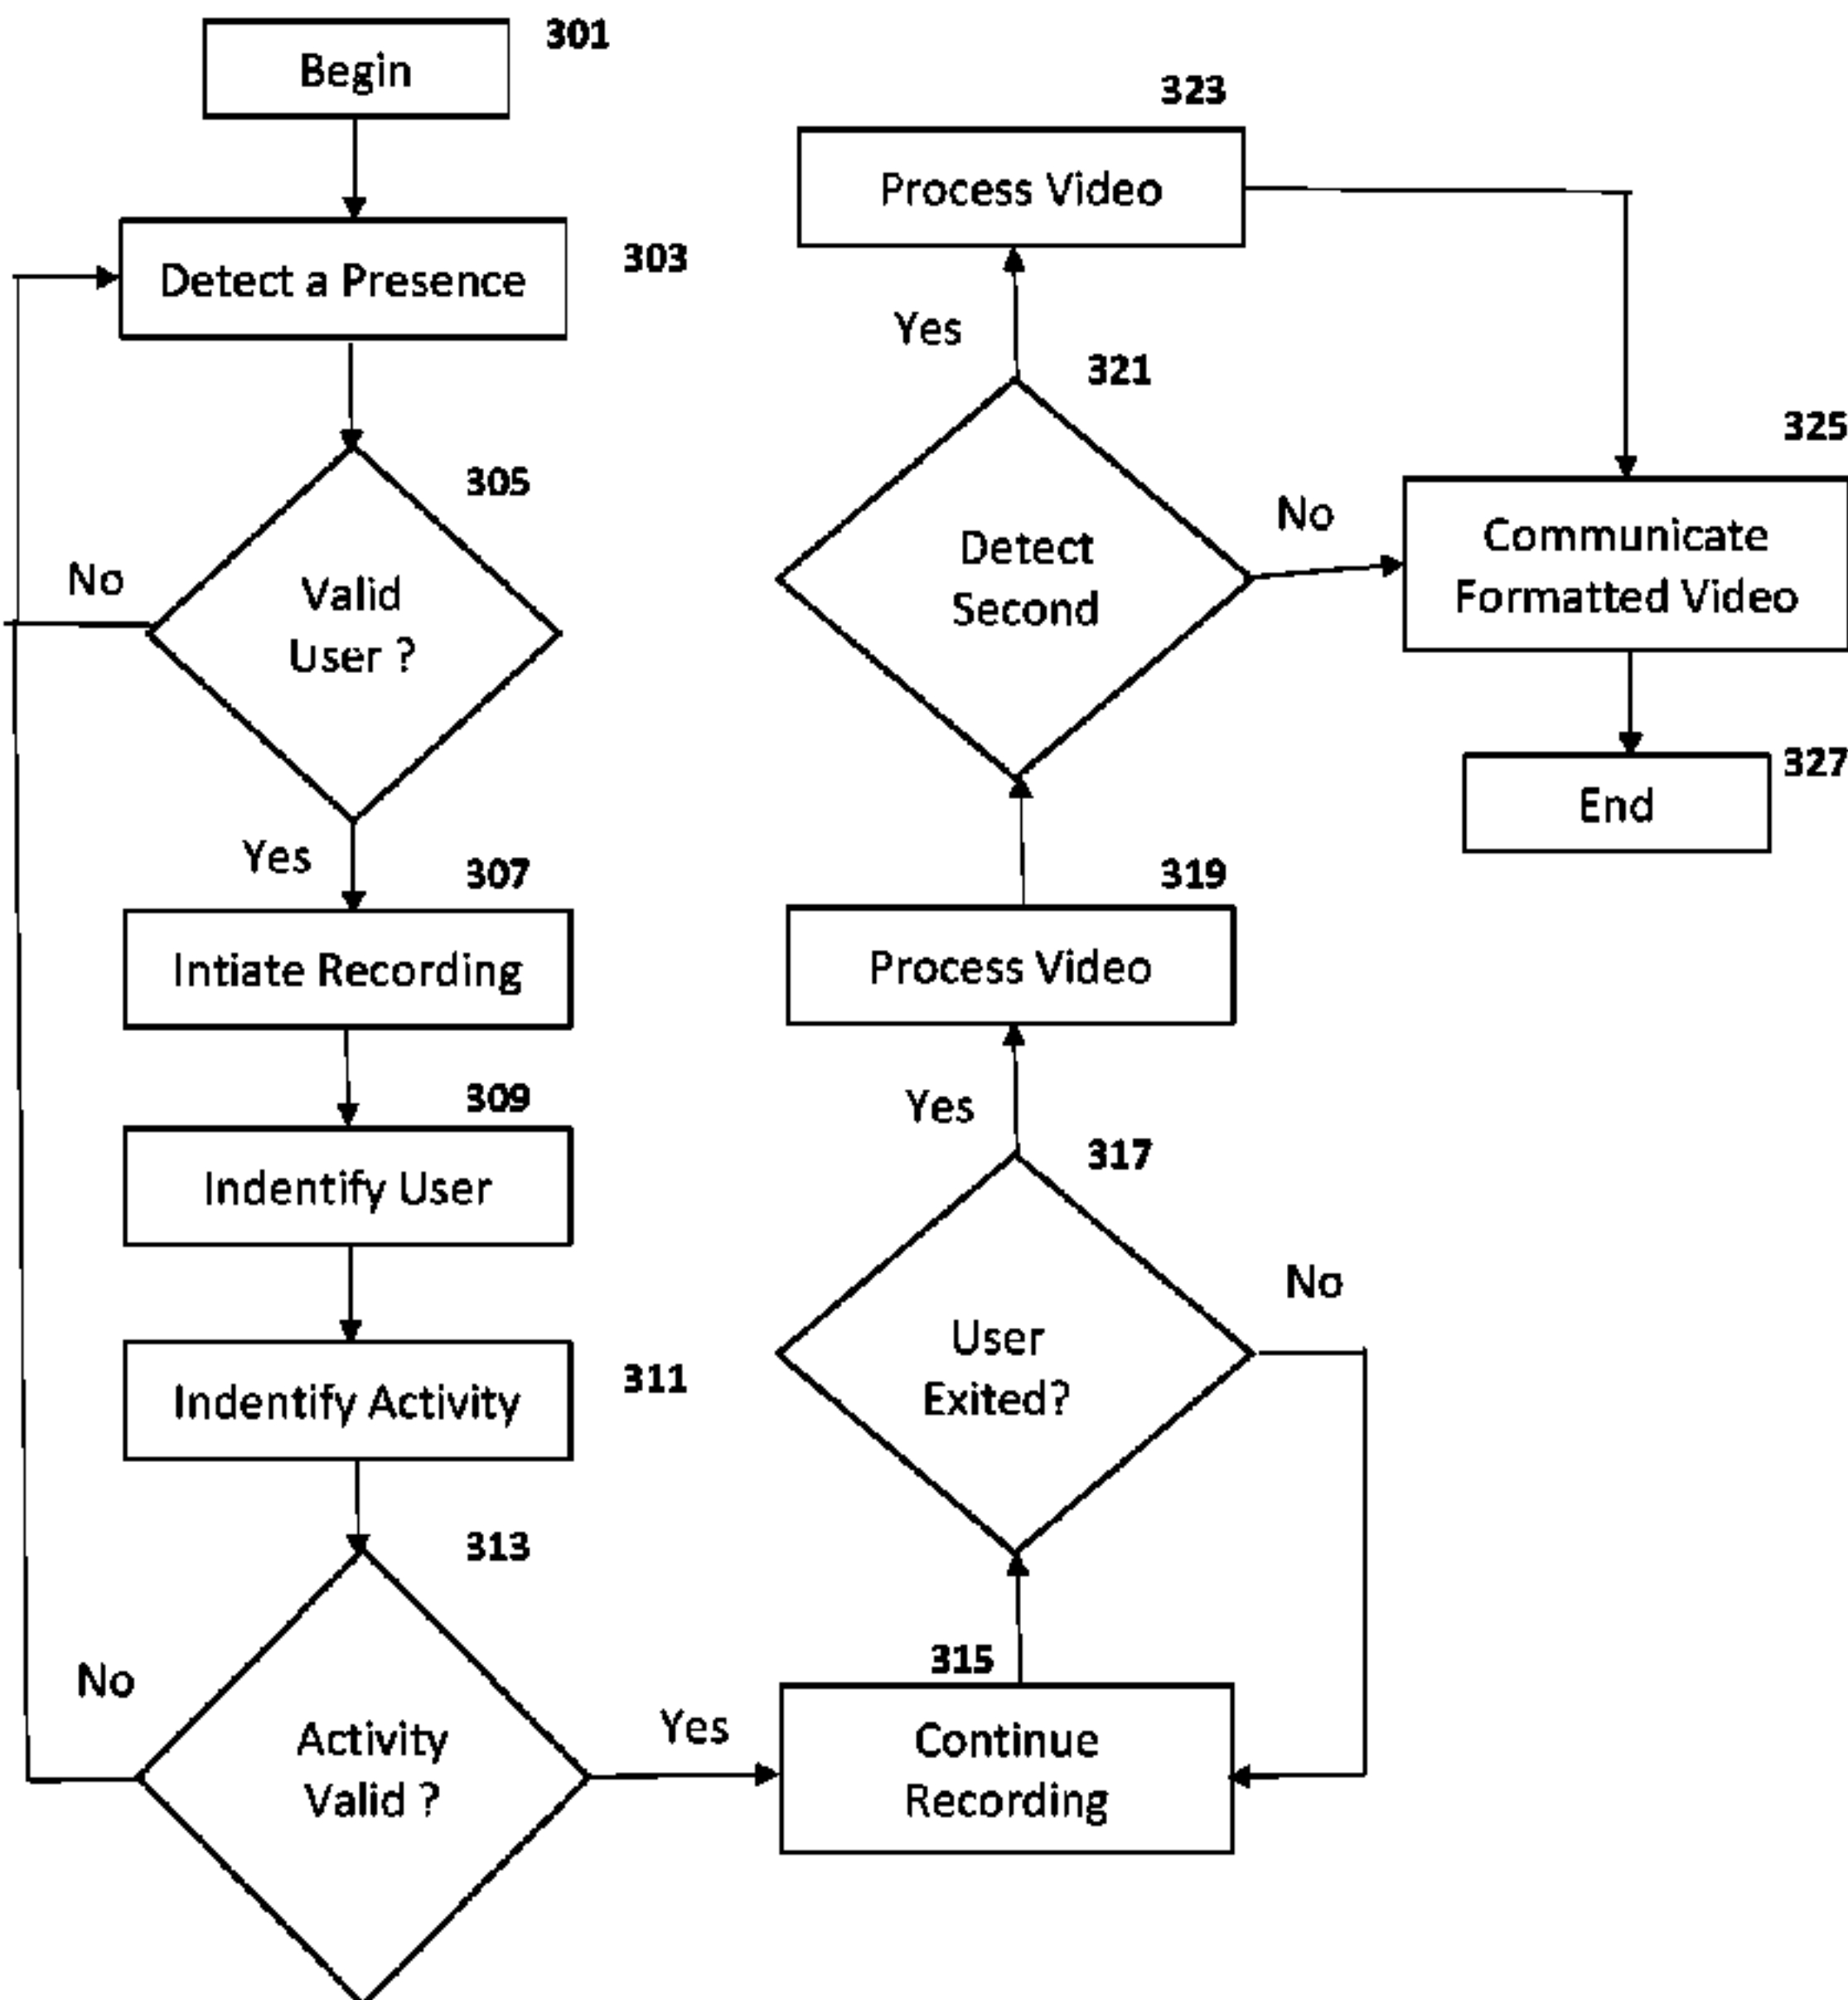 301
Begin
303
Detect a Presence
305
Valid
User ?
No
Yes
307
Intiate Recording
309
Indentify User
311
Indentify Activity
313
Activity
Valid ?
No
Yes
315
Continue
Recording
317
User
Exited?
No
Yes
319
Process Video
321
Detect
Second
Yes
No
323
Process Video
325
Communicate
Formatted Video
327
End